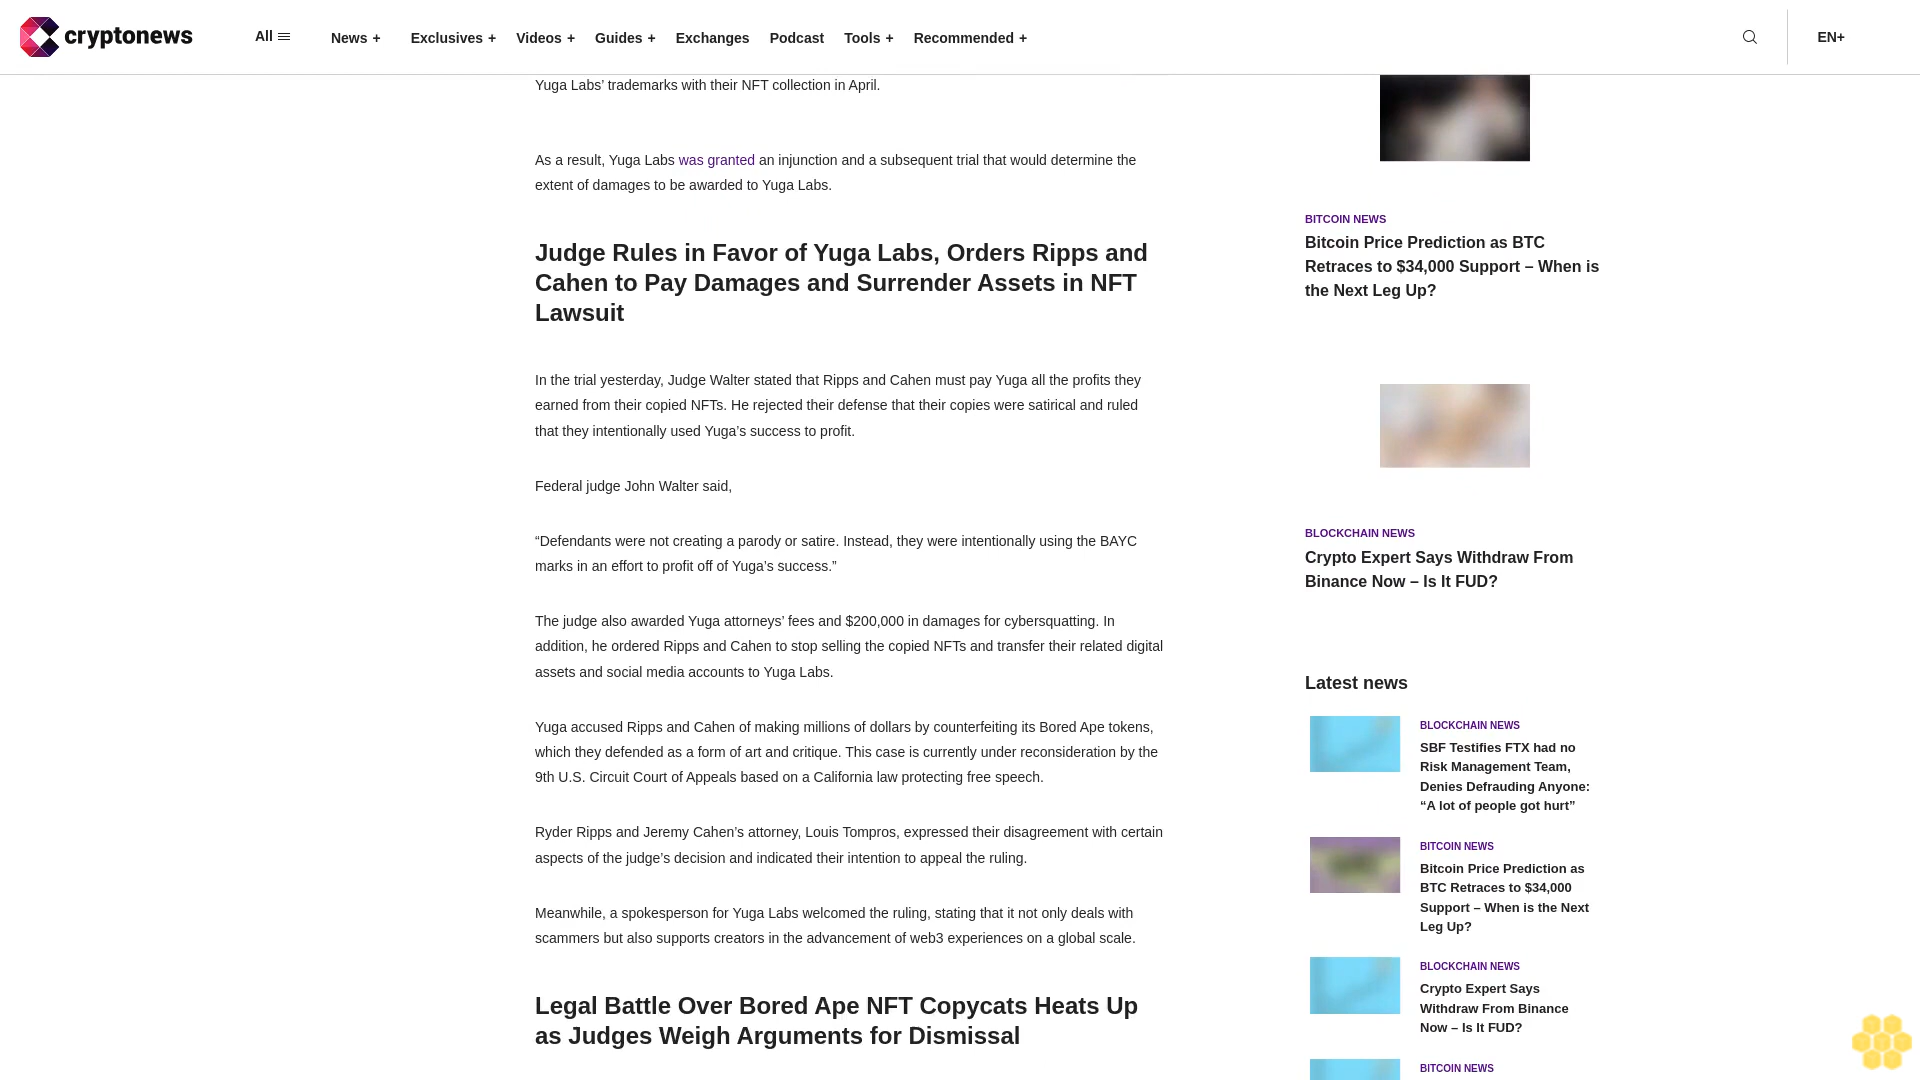 cryptonews
All
News +
Exclusives +
Videos +
Guides +
Exchanges
Podcast
Tools +
Recommended +
EN+
Yuga Labs’ trademarks with their NFT collection in April.
As a result, Yuga Labs was granted an injunction and a subsequent trial that would determine the
extent of damages to be awarded to Yuga Labs.
Judge Rules in Favor of Yuga Labs, Orders Ripps and
Cahen to Pay Damages and Surrender Assets in NFT
Lawsuit
In the trial yesterday, Judge Walter stated that Ripps and Cahen must pay Yuga all the profits they
earned from their copied NFTs. He rejected their defense that their copies were satirical and ruled
that they intentionally used Yuga’s success to profit.
Federal judge John Walter said,
“Defendants were not creating a parody or satire. Instead, they were intentionally using the BAYC
marks in an effort to profit off of Yuga’s success.”
The judge also awarded Yuga attorneys’ fees and $200,000 in damages for cybersquatting. In
addition, he ordered Ripps and Cahen to stop selling the copied NFTs and transfer their related digital
assets and social media accounts to Yuga Labs.
Yuga accused Ripps and Cahen of making millions of dollars by counterfeiting its Bored Ape tokens,
which they defended as a form of art and critique. This case is currently under reconsideration by the
9th U.S. Circuit Court of Appeals based on a California law protecting free speech.
Ryder Ripps and Jeremy Cahen’s attorney, Louis Tompros, expressed their disagreement with certain
aspects of the judge’s decision and indicated their intention to appeal the ruling.
Meanwhile, a spokesperson for Yuga Labs welcomed the ruling, stating that it not only deals with
scammers but also supports creators in the advancement of web3 experiences on a global scale.
Legal Battle Over Bored Ape NFT Copycats Heats Up
as Judges Weigh Arguments for Dismissal
BITCOIN NEWS
Bitcoin Price Prediction as BTC
Retraces to $34,000 Support – When is
the Next Leg Up?
BLOCKCHAIN NEWS
Crypto Expert Says Withdraw From
Binance Now – Is It FUD?
Latest news
BLOCKCHAIN NEWS
SBF Testifies FTX had no
Risk Management Team,
Denies Defrauding Anyone:
“A lot of people got hurt”
BITCOIN NEWS
Bitcoin Price Prediction as
BTC Retraces to $34,000
Support – When is the Next
Leg Up?
BLOCKCHAIN NEWS
Crypto Expert Says
Withdraw From Binance
Now – Is It FUD?
BITCOIN NEWS